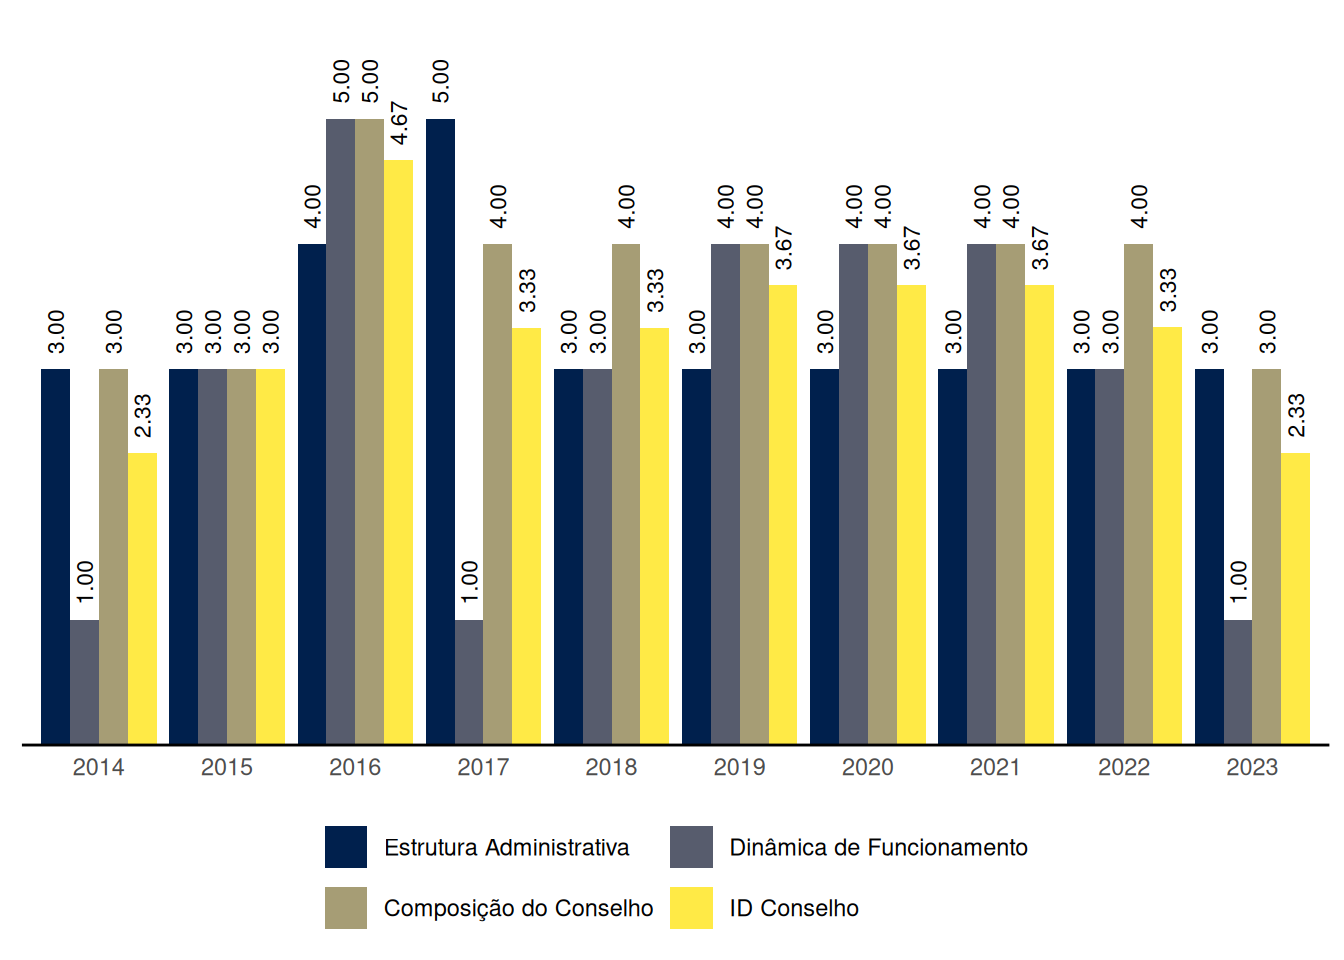 3.00 1.00 3.00 2.33
3.00 3.00 3.00 3.00
4.00 5.00 5.00 4.67
5.00 1.00 4.00 3.33
3.00 3.00 4.00 3.33
3.00 4.00 4.00 3.67
3.00 4.00 4.00 3.67
3.00 4.00 4.00 3.67
3.00 3.00 4.00 3.33
3.00 1.00 3.00 2.33
2014 2015 2016 2017 2018 2019 2020 2021 2022 2023
Estrutura Administrativa Dinâmica de Funcionamento
Composição do Conselho ID Conselho